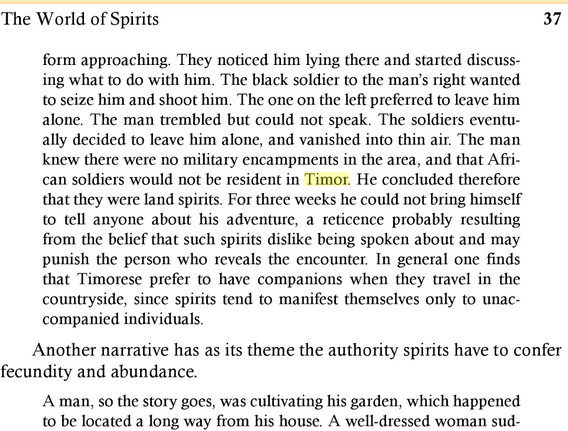 The World of Spirits 37
form approaching. They noticed him lying there and started discuss-
ing what to do with him. The black soldier to the man's right wanted
to seize him and shoot him. The one on the left preferred to leave him
alone. The man trembled but could not speak. The soldiers eventu-
ally decided to leave him alone, and vanished into thin air. The man
knew there were no military encampments in the area, and that Afri-
can soldiers would not be resident in Timor. He concluded therefore
that they were land spirits. For three weeks he could not bring himself
to tell anyone about his adventure, a reticence probably resulting
from the belief that such spirits dislike being spoken about and may
punish the person who reveals the encounter. In general one finds
that Timorese prefer to have companions when they travel in the
countryside, since spirits tend to manifest themselves only to unac-
companied individuals.
Another narrative has as its theme the authority spirits have to confer
fecundity and abundance.
A man, so the story goes, was cultivating his garden, which happened
to be located a long way from his house. A well-dressed woman sud-